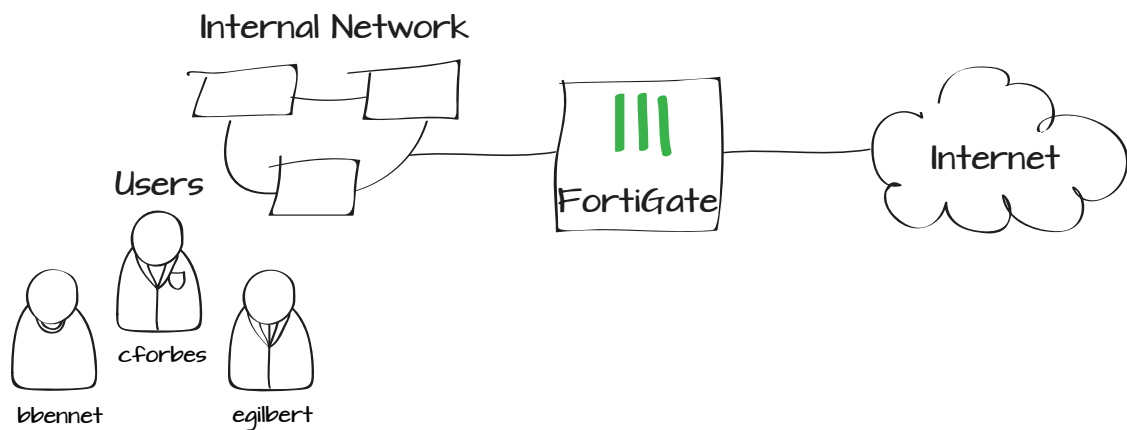 Internal Network
Users
FortiGate
Internet
cforbes
bbennet
egilbert